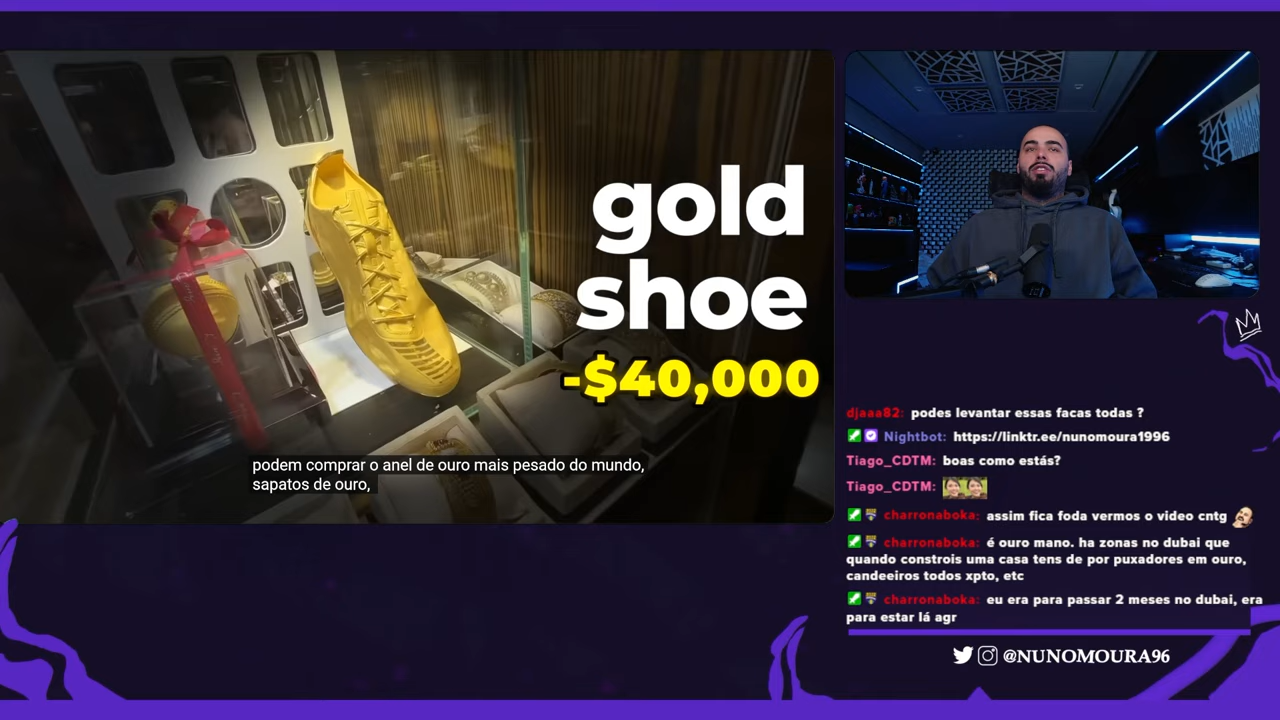 gold
shoe
-$40,000
podem comprar o anel de ouro mais pesado do mundo,
sapatos de ouro,
djaaa82: podes levantar essas facas todas ?
Nightbot: https://linktr.ee/nunomoura1996
Tiago_CDTM: boas como estás?
Tiago_CDTM:
charronaboka: assim fica foda vermos o video cntg
charronaboka: é ouro mano. ha zonas no dubai que
quando constrois uma casa tens de por puxadores em ouro,
candeeiros todos xpto, etc
charronaboka: eu era para passar 2 meses no dubai, era
para estar lá agr
@NUNOMOURA96